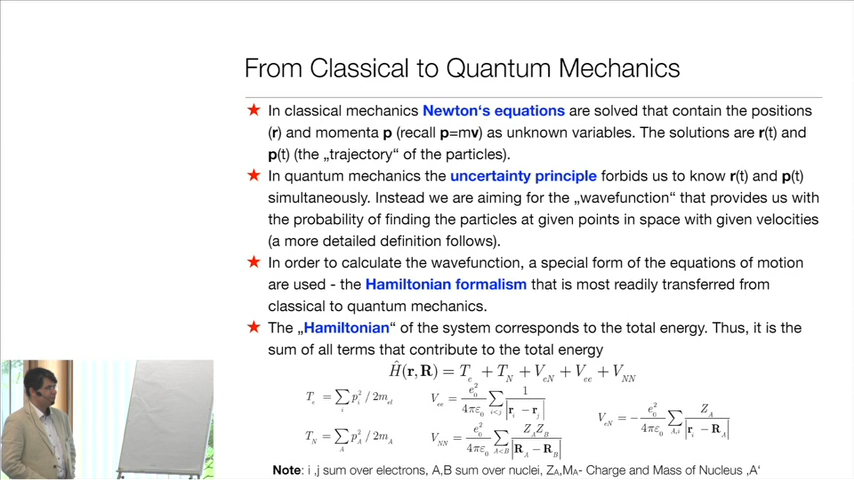 From Classical to Quantum Mechanics
★ In classical mechanics Newton‘s equations are solved that contain the positions
(r) and momenta p (recall p=mv) as unknown variables. The solutions are r(t) and
p(t) (the „trajectory“ of the particles).
★ In quantum mechanics the uncertainty principle forbids us to know r(t) and p(t)
simultaneously. Instead we are aiming for the „wavefunction“ that provides us with
the probability of finding the particles at given points in space with given velocities
(a more detailed definition follows).
★ In order to calculate the wavefunction, a special form of the equations of motion
are used - the Hamiltonian formalism that is most readily transferred from
classical to quantum mechanics.
★ The „Hamiltonian“ of the system corresponds to the total energy. Thus, it is the
sum of all terms that contribute to the total energy
Ĥ(r,R) = T_e + T_N + V_eN + V_ee + V_NN
T_e = ∑_i p_i^2 / 2m_el
V_ee = e_0^2/4πε_0 ∑_i<j 1/|r_i − r_j|
V_eN = − e_0^2/4πε_0 ∑_A,i Z_A/|r_i − R_A|
T_N = ∑_A p_A^2 / 2m_A
V_NN = e_0^2/4πε_0 ∑_A<B Z_A Z_B/|R_A − R_B|
Note: i ,j sum over electrons, A,B sum over nuclei, ZA,MA- Charge and Mass of Nucleus ‚A‘